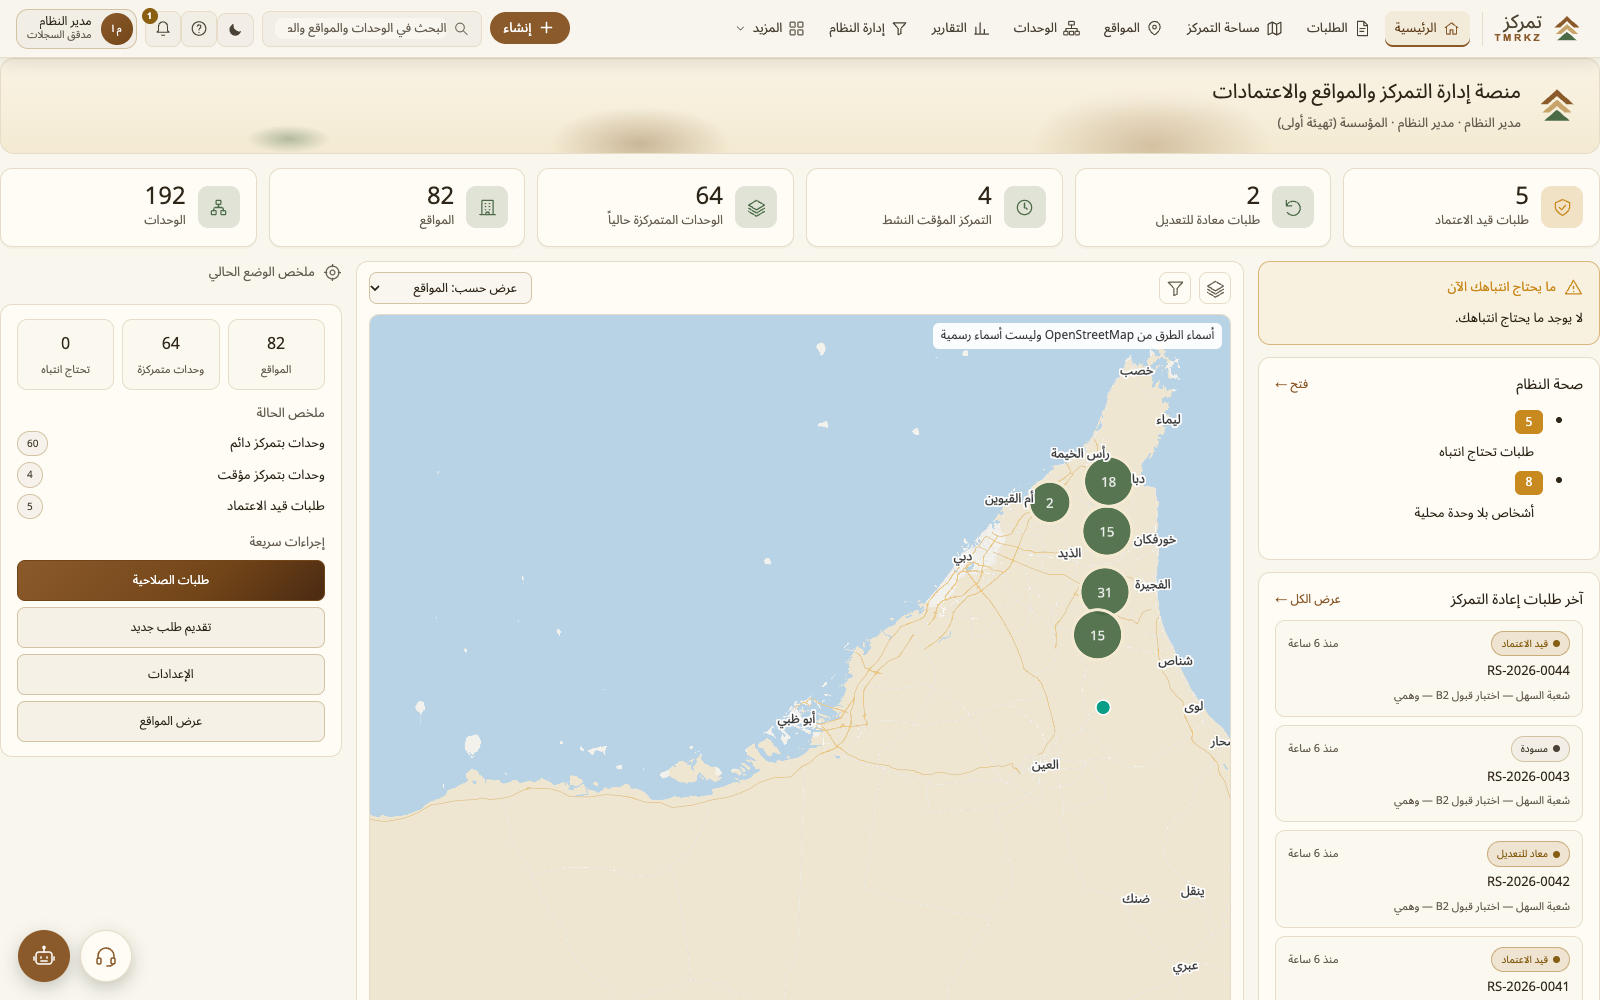 تمركز
TMRKZ
الرئيسية
الطلبات
مساحة التمركز
المواقع
الوحدات
التقارير
إدارة النظام
المزيد
إنشاء
البحث في الوحدات والمواقع والد
1
مدير النظام
مدقق السجلات
م ا
منصة إدارة التمركز والمواقع والاعتمادات
مدير النظام · مدير النظام · المؤسسة (تهيئة أولى)
5
طلبات قيد الاعتماد
2
طلبات معادة للتعديل
4
التمركز المؤقت النشط
64
الوحدات المتمركزة حالياً
82
المواقع
192
الوحدات
ما يحتاج انتباهك الآن
لا يوجد ما يحتاج انتباهك.
صحة النظام
فتح ←
5
طلبات تحتاج انتباه
8
أشخاص بلا وحدة محلية
آخر طلبات إعادة التمركز
عرض الكل ←
قيد الاعتماد
منذ 6 ساعة
RS-2026-0044
شعبة السهل — اختبار قبول B2 — وهمي
مسودة
منذ 6 ساعة
RS-2026-0043
شعبة السهل — اختبار قبول B2 — وهمي
معاد للتعديل
منذ 6 ساعة
RS-2026-0042
شعبة السهل — اختبار قبول B2 — وهمي
قيد الاعتماد
منذ 6 ساعة
RS-2026-0041
عرض حسب: المواقع
أسماء الطرق من OpenStreetMap وليست أسماء رسمية
خصب
ليماء
رأس الخيمة
18
دبا
أم القيوين
2
15
خورفكان
الذيد
دبي
31
الفجيرة
15
شناص
لوى
أبو ظبي
صحار
العين
ينقل
ضنك
عبري
ملخص الوضع الحالي
82
المواقع
64
وحدات متمركزة
0
تحتاج انتباه
ملخص الحالة
وحدات بتمركز دائم
60
وحدات بتمركز مؤقت
4
طلبات قيد الاعتماد
5
إجراءات سريعة
طلبات الصلاحية
تقديم طلب جديد
الإعدادات
عرض المواقع